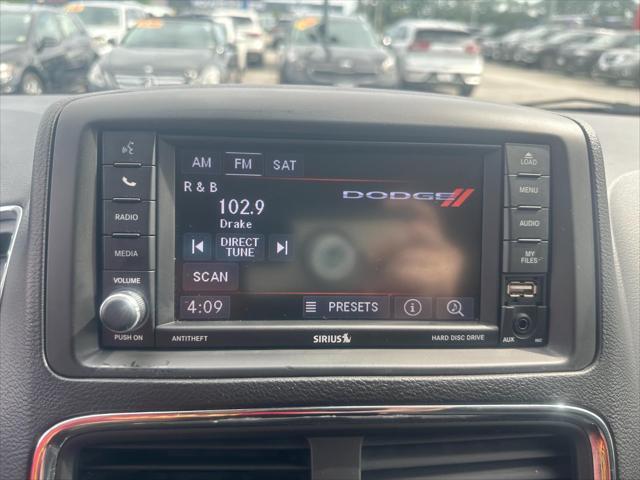 AM FM SAT
R & B
102.9
Drake
DIRECT
TUNE
SCAN
4:09
PRESETS
DODGE
RADIO
MEDIA
VOLUME
PUSH ON
LOAD
MENU
AUDIO
MY
FILES
AUX
ANTITHEFT
SIRIUS
HARD DISC DRIVE